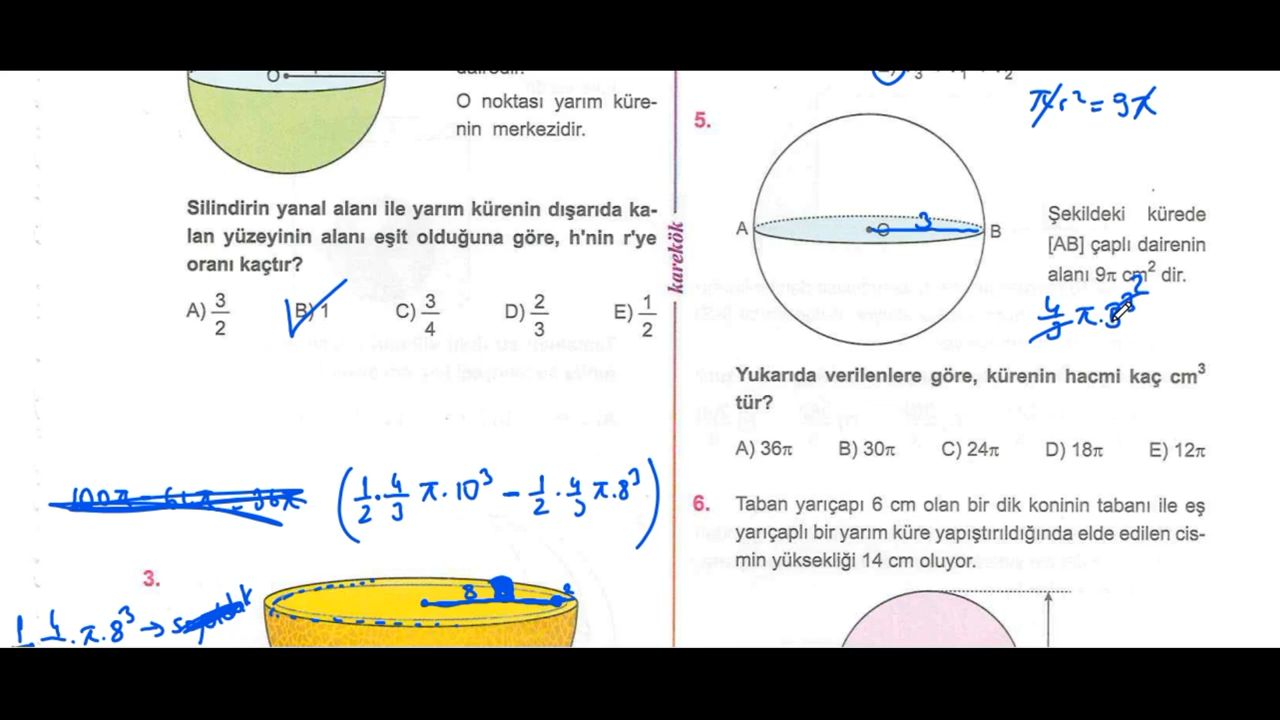 O
O noktası yarım küre-
nin merkezidir.
Silindirin yanal alanı ile yarım kürenin dışarıda ka-
lan yüzeyinin alanı eşit olduğuna göre, h'nin r'ye
oranı kaçtır?
A) 3/2 B) 1 C) 3/4 D) 2/3 E) 1/2
(1/2 · 4/3 π · 10³ − 1/2 · 4/3 π · 8³)
3.
8 2
4 · π · 8³ →
karekök
πr² = 9π
5.
A O 3 B
Şekildeki kürede
[AB] çaplı dairenin
alanı 9π cm² dir.
4/3 π · 3³
2
Yukarıda verilenlere göre, kürenin hacmi kaç cm³
tür?
A) 36π B) 30π C) 24π D) 18π E) 12π
6. Taban yarıçapı 6 cm olan bir dik koninin tabanı ile eş
yarıçaplı bir yarım küre yapıştırıldığında elde edilen cis-
min yüksekliği 14 cm oluyor.